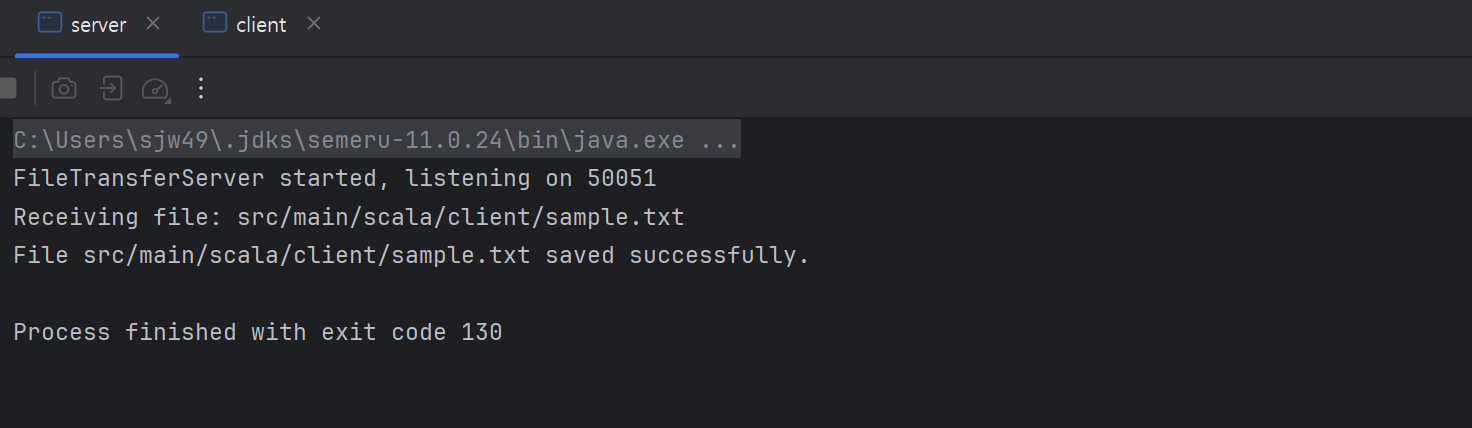 server
client
C:\Users\sjw49\.jdks\semeru-11.0.24\bin\java.exe ...
FileTransferServer started, listening on 50051
Receiving file: src/main/scala/client/sample.txt
File src/main/scala/client/sample.txt saved successfully.
Process finished with exit code 130